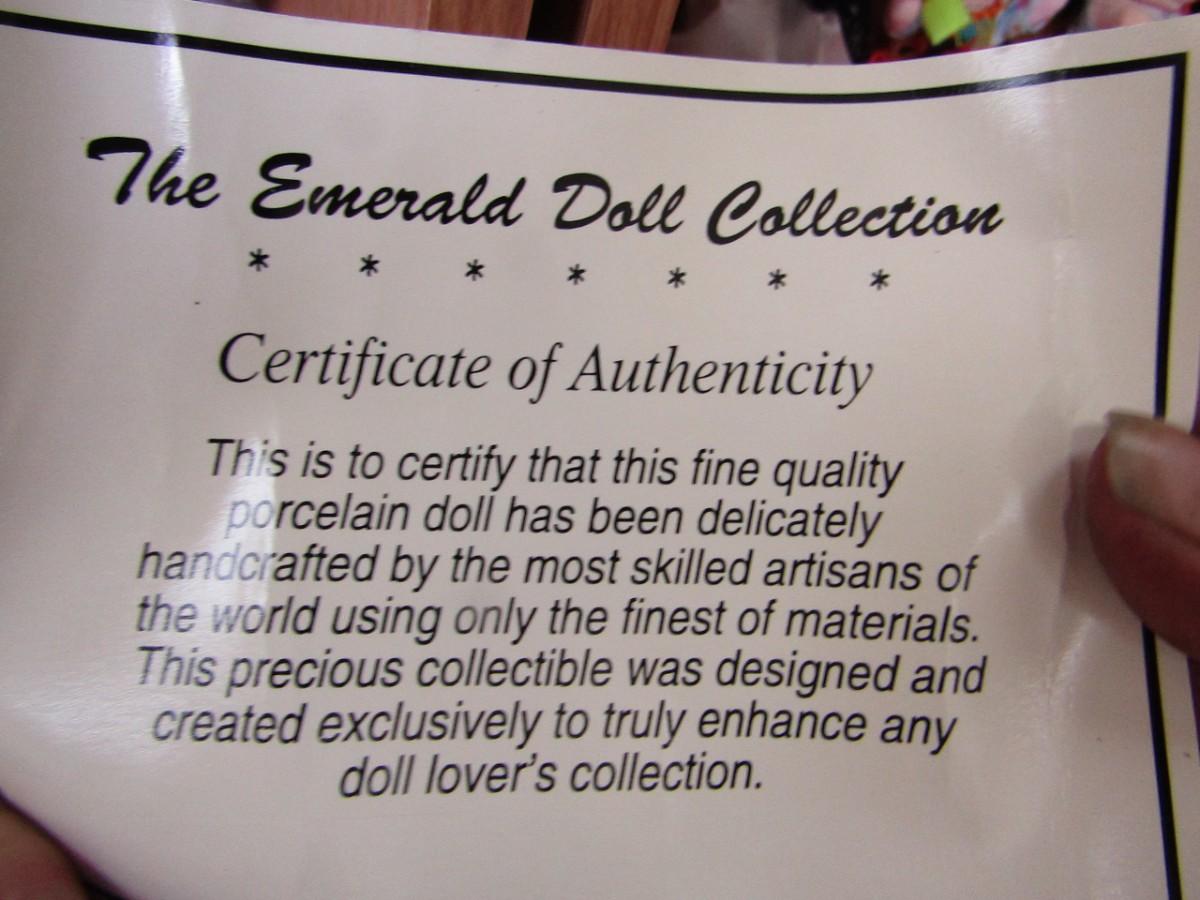 The Emerald Doll Collection
* * * * * * *
Certificate of Authenticity
This is to certify that this fine quality
porcelain doll has been delicately
handcrafted by the most skilled artisans of
the world using only the finest of materials.
This precious collectible was designed and
created exclusively to truly enhance any
doll lover's collection.